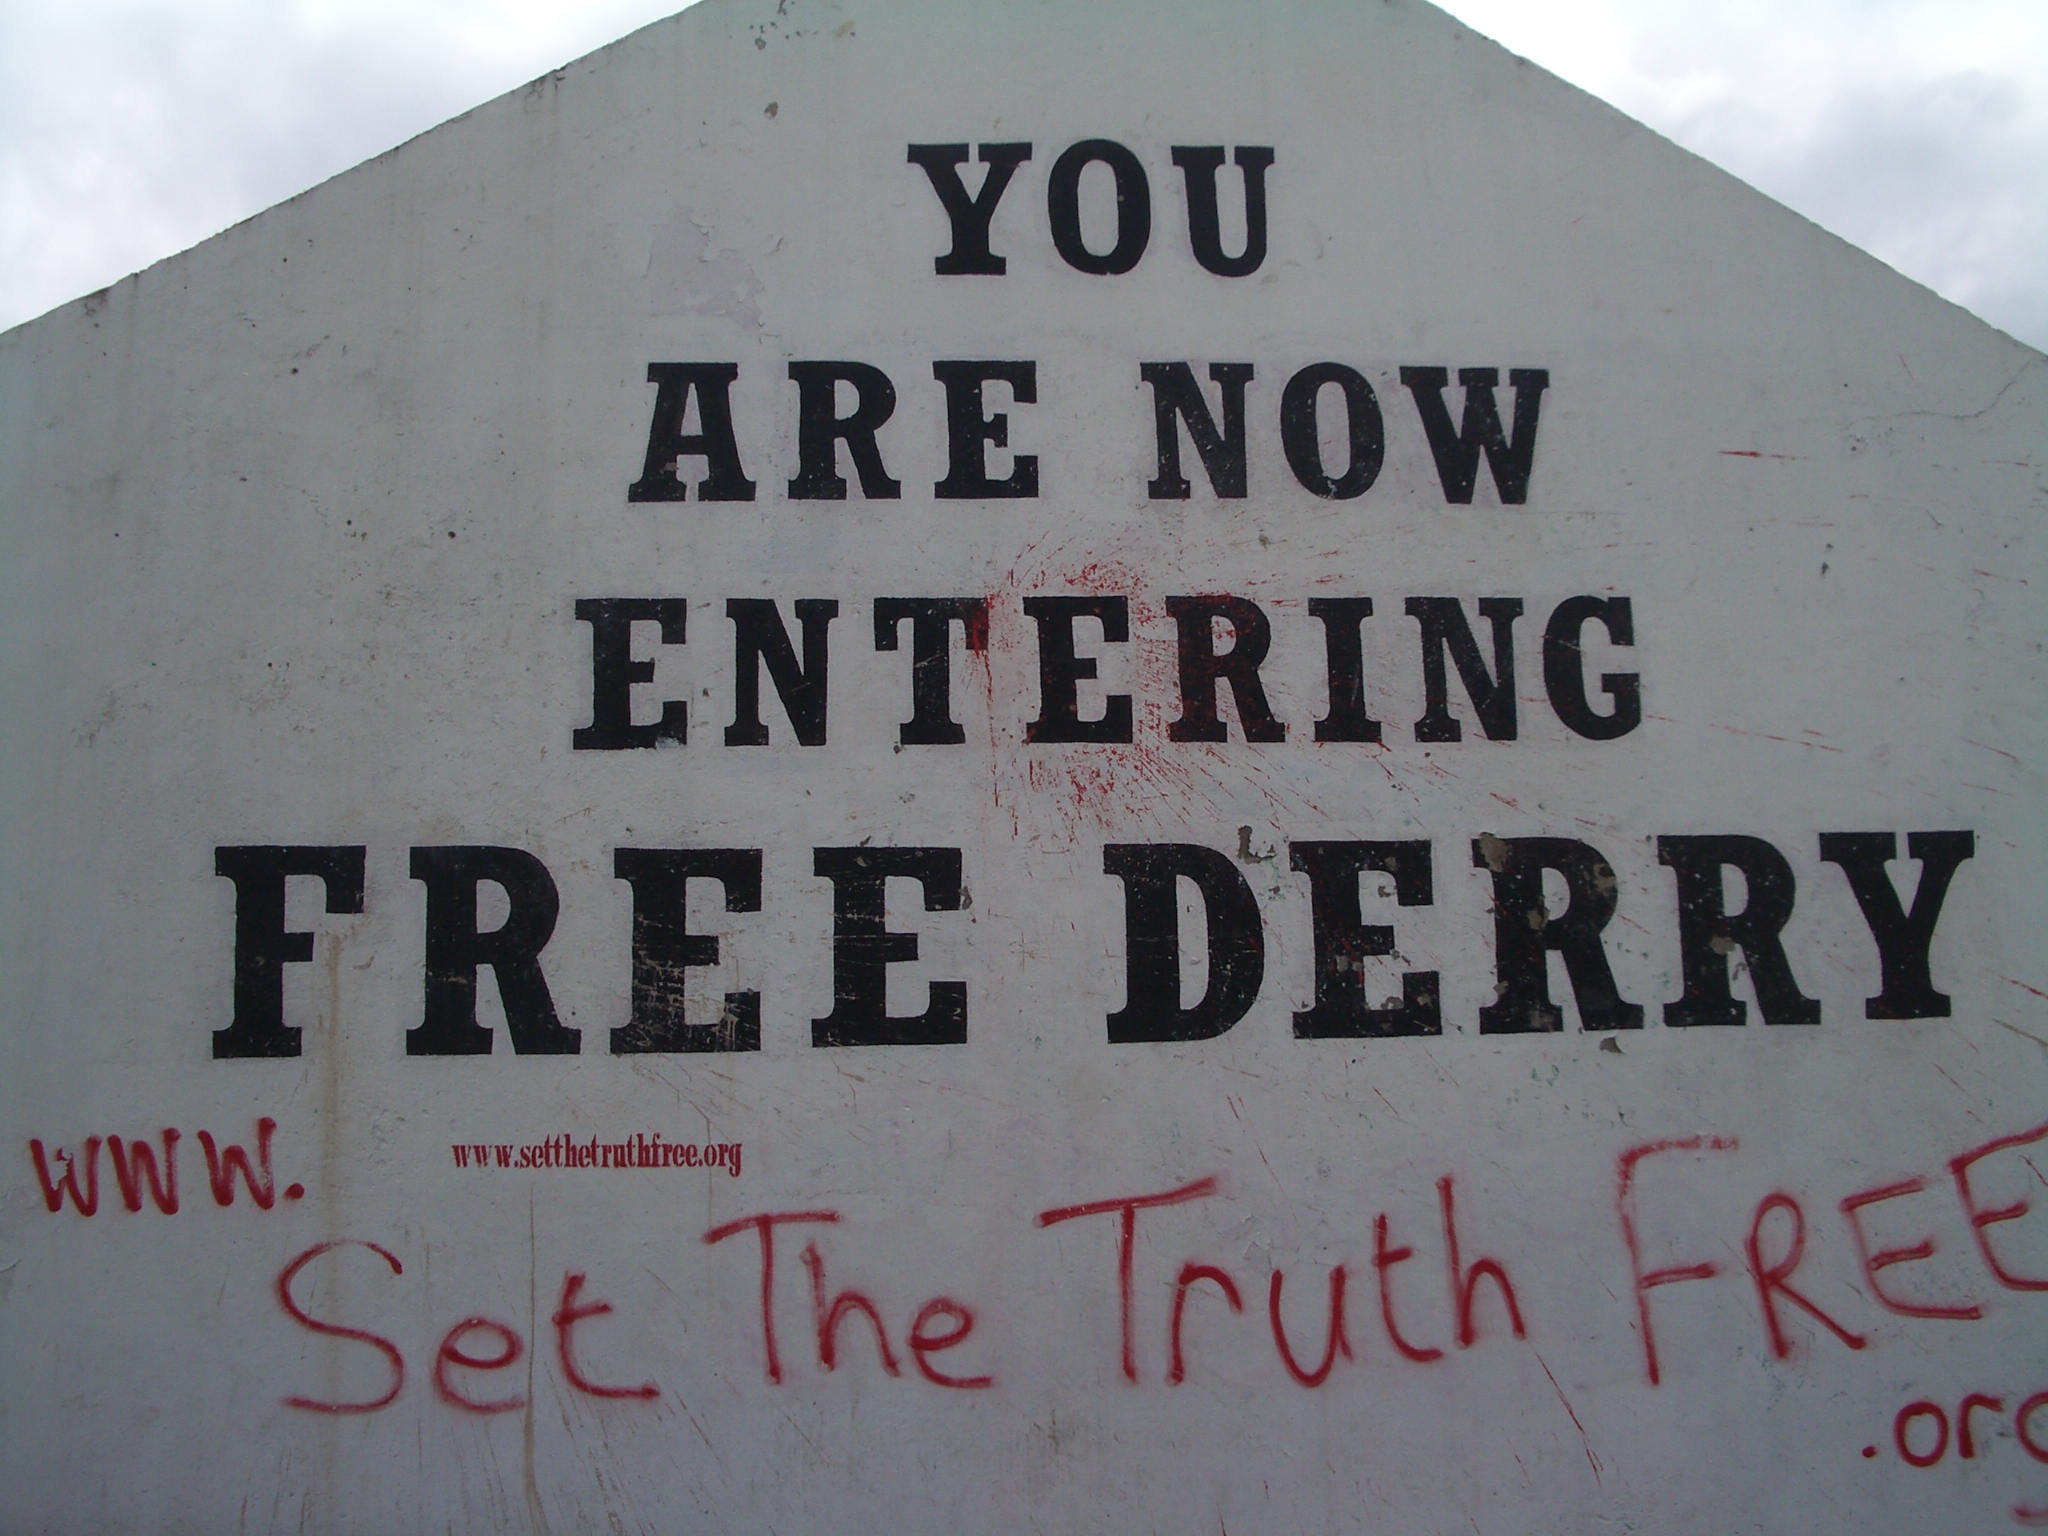 YOU
ARE NOW
ENTERING
FREE DERRY
www.
www.setthetruthfree.org
Set The Truth FREE
.org